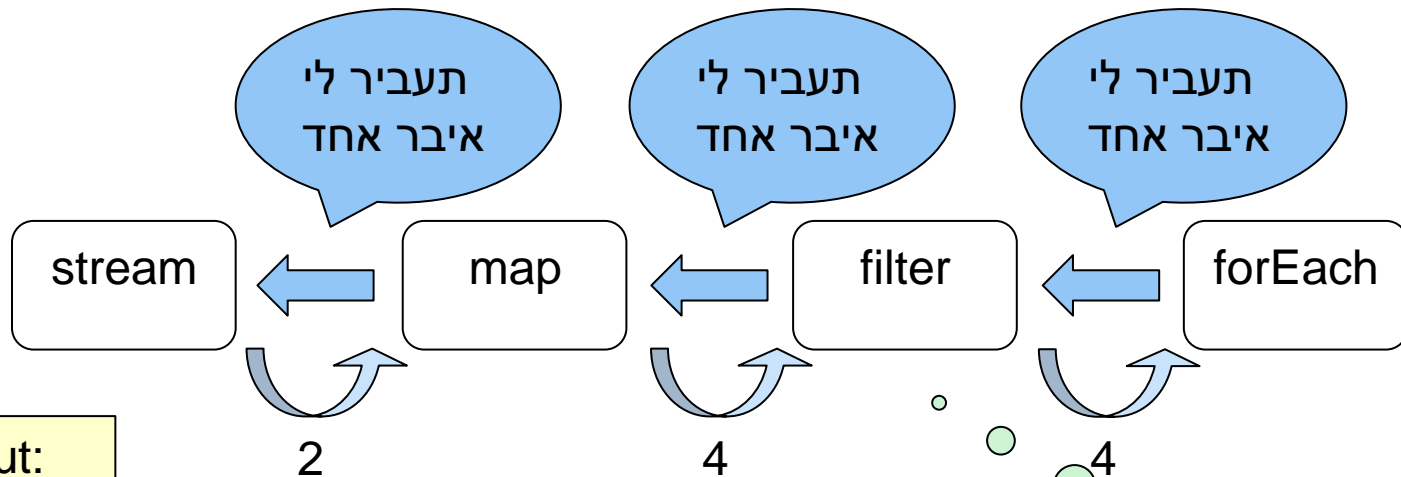 תעביר לי
איבר אחד
תעביר לי
איבר אחד
תעביר לי
איבר אחד
stream
map
filter
forEach
ut:
2
4
4